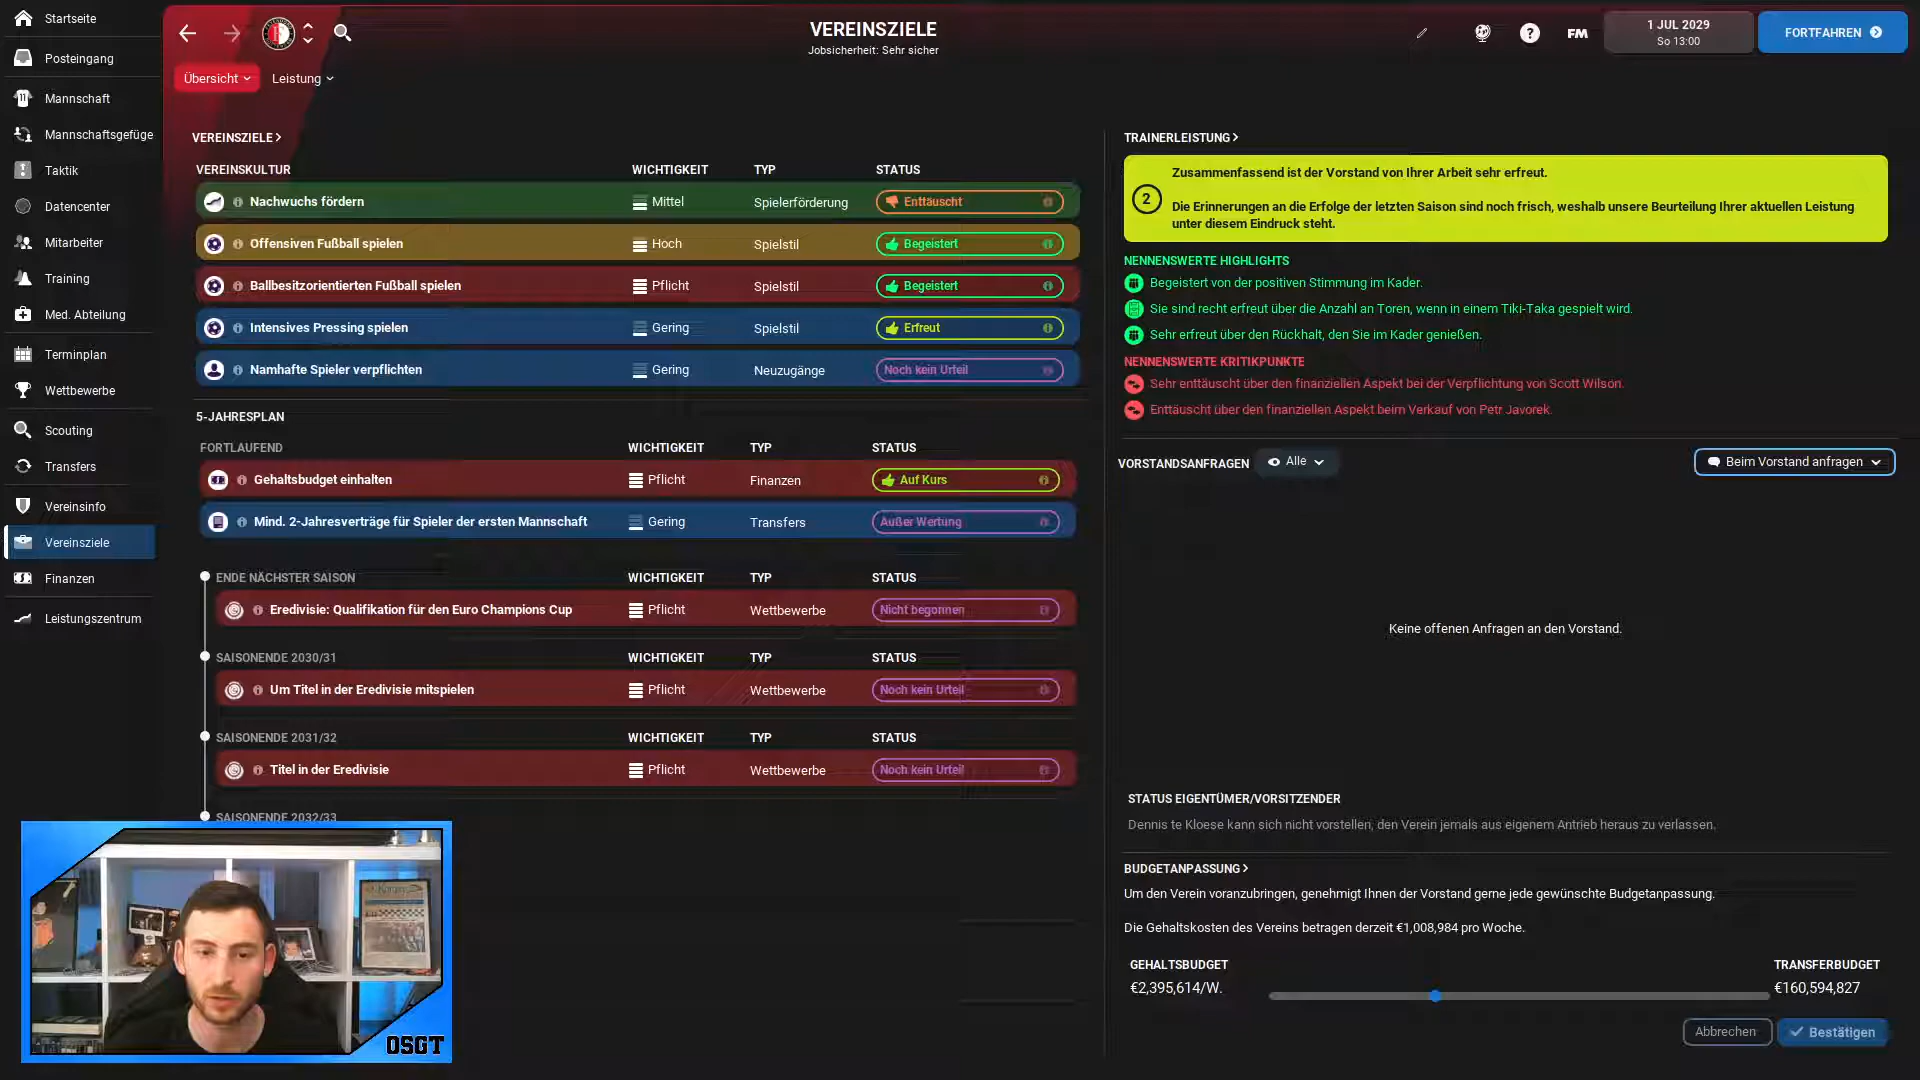 Startseite
Posteingang
Mannschaft
Mannschaftsgefüge
Taktik
Datencenter
Mitarbeiter
Training
Med. Abteilung
Terminplan
Wettbewerbe
Scouting
Transfers
Vereinsinfo
Vereinsziele
Finanzen
Leistungszentrum
VEREINSZIELE
Jobsicherheit: Sehr sicher
FM
1 JUL 2029
So 13:00
FORTFAHREN
Übersicht
Leistung
VEREINSZIELE
VEREINSKULTUR WICHTIGKEIT TYP STATUS
Nachwuchs fördern Mittel Spielerförderung Enttäuscht
Offensiven Fußball spielen Hoch Spielstil Begeistert
Ballbesitzorientierten Fußball spielen Pflicht Spielstil Begeistert
Intensives Pressing spielen Gering Spielstil Erfreut
Namhafte Spieler verpflichten Gering Neuzugänge Noch kein Urteil
5-JAHRESPLAN
FORTLAUFEND WICHTIGKEIT TYP STATUS
Gehaltsbudget einhalten Pflicht Finanzen Auf Kurs
Mind. 2-Jahresverträge für Spieler der ersten Mannschaft Gering Transfers Außer Wertung
ENDE NÄCHSTER SAISON WICHTIGKEIT TYP STATUS
Eredivisie: Qualifikation für den Euro Champions Cup Pflicht Wettbewerbe Nicht begonnen
SAISONENDE 2030/31 WICHTIGKEIT TYP STATUS
Um Titel in der Eredivisie mitspielen Pflicht Wettbewerbe Noch kein Urteil
SAISONENDE 2031/32 WICHTIGKEIT TYP STATUS
Titel in der Eredivisie Pflicht Wettbewerbe Noch kein Urteil
SAISONENDE 2032/33
OSGT
TRAINERLEISTUNG
2
Zusammenfassend ist der Vorstand von Ihrer Arbeit sehr erfreut.
Die Erinnerungen an die Erfolge der letzten Saison sind noch frisch, weshalb unsere Beurteilung Ihrer aktuellen Leistung
unter diesem Eindruck steht.
NENNENSWERTE HIGHLIGHTS
Begeistert von der positiven Stimmung im Kader.
Sie sind recht erfreut über die Anzahl an Toren, wenn in einem Tiki-Taka gespielt wird.
Sehr erfreut über den Rückhalt, den Sie im Kader genießen.
NENNENSWERTE KRITIKPUNKTE
Sehr enttäuscht über den finanziellen Aspekt bei der Verpflichtung von Scott Wilson.
Enttäuscht über den finanziellen Aspekt beim Verkauf von Petr Javorek.
VORSTANDSANFRAGEN Alle Beim Vorstand anfragen
Keine offenen Anfragen an den Vorstand.
STATUS EIGENTÜMER/VORSITZENDER
Dennis te Kloese kann sich nicht vorstellen, den Verein jemals aus eigenem Antrieb heraus zu verlassen.
BUDGETANPASSUNG
Um den Verein voranzubringen, genehmigt Ihnen der Vorstand gerne jede gewünschte Budgetanpassung.
Die Gehaltskosten des Vereins betragen derzeit €1,008,984 pro Woche.
GEHALTSBUDGET TRANSFERBUDGET
€2,395,614/W. €160,594,827
Abbrechen Bestätigen